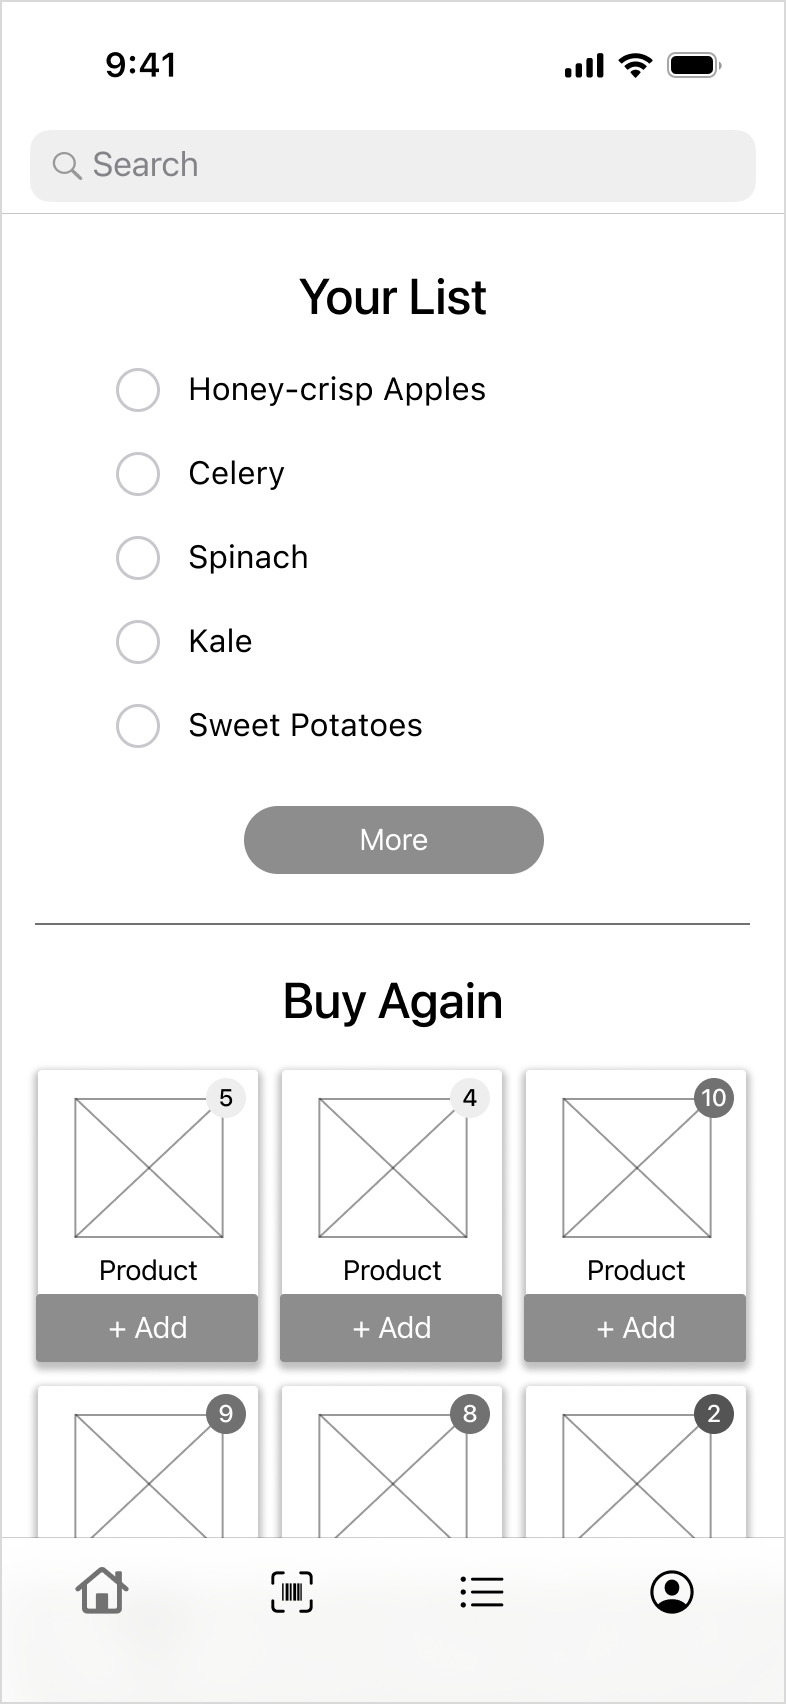 9:41
Search
Your List
Honey-crisp Apples
Celery
Spinach
Kale
Sweet Potatoes
More
Buy Again
5 4 10
Product Product Product
+ Add + Add + Add
9 8 2